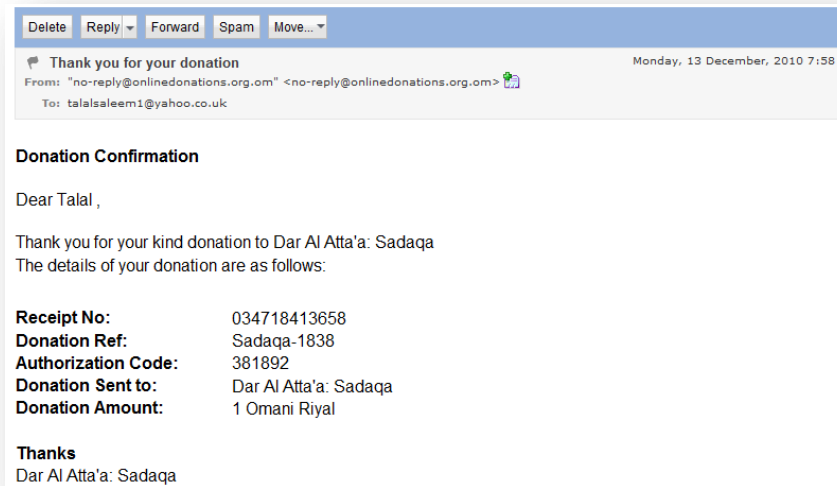 Delete Reply Forward Spam Move...
Thank you for your donation Monday, 13 December, 2010 7:58
From: "no-reply@onlinedonations.org.om" <no-reply@onlinedonations.org.om>
To: talalsaleem1@yahoo.co.uk
Donation Confirmation
Dear Talal ,
Thank you for your kind donation to Dar Al Atta'a: Sadaqa
The details of your donation are as follows:
Receipt No: 034718413658
Donation Ref: Sadaqa-1838
Authorization Code: 381892
Donation Sent to: Dar Al Atta'a: Sadaqa
Donation Amount: 1 Omani Riyal
Thanks
Dar Al Atta'a: Sadaqa